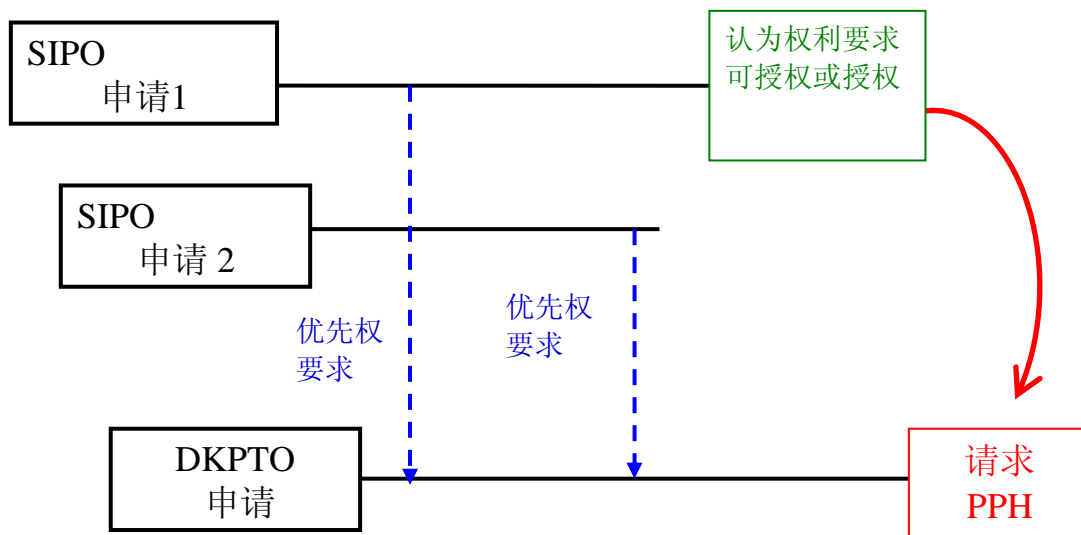 SIPO
申请1
认为权利要求
可授权或授权
SIPO
申请 2
优先权
要求
优先权
要求
DKPTO
申请
请求
PPH